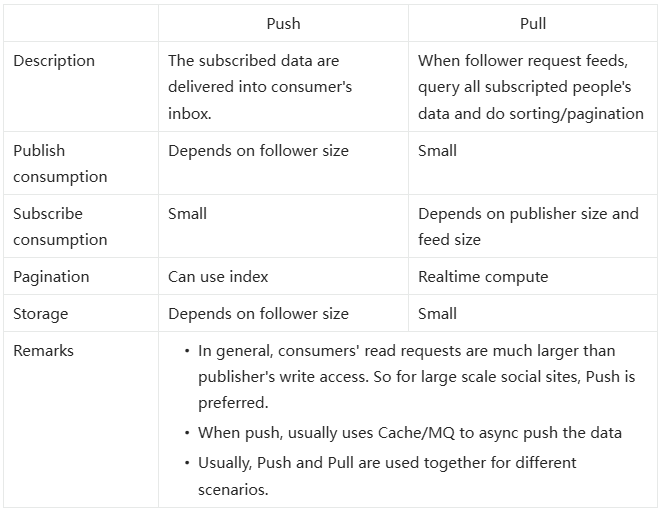 Push Pull
Description
The subscribed data are
delivered into consumer's
inbox.
When follower request feeds,
query all subscripted people's
data and do sorting/pagination
Publish
consumption
Depends on follower size
Small
Subscribe
consumption
Small
Depends on publisher size and
feed size
Pagination
Can use index
Realtime compute
Storage
Depends on follower size
Small
Remarks
• In general, consumers' read requests are much larger than
publisher's write access. So for large scale social sites, Push is
preferred.
• When push, usually uses Cache/MQ to async push the data
• Usually, Push and Pull are used together for different
scenarios.